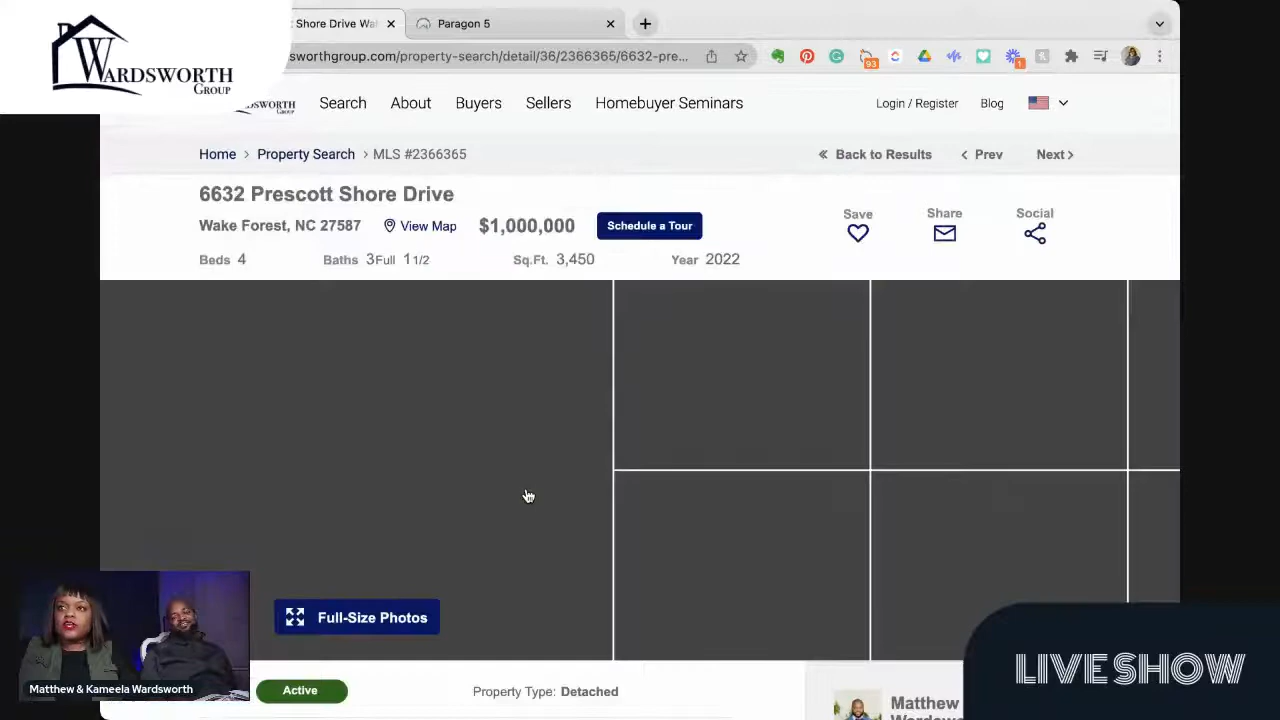 WARDSWORTH
GROUP
Shore Drive Wa
Paragon 5
sworthgroup.com/property-search/detail/36/2366365/6632-pre...
93
1
Search
About
Buyers
Sellers
Homebuyer Seminars
Login / Register
Blog
Home > Property Search > MLS #2366365
Back to Results
Prev
Next
6632 Prescott Shore Drive
Wake Forest, NC 27587
View Map
$1,000,000
Schedule a Tour
Save
Share
Social
Beds 4
Baths 3Full 1 1/2
Sq.Ft. 3,450
Year 2022
Full-Size Photos
Matthew & Kameela Wardsworth
Active
Property Type: Detached
Matthew
LIVE SHOW